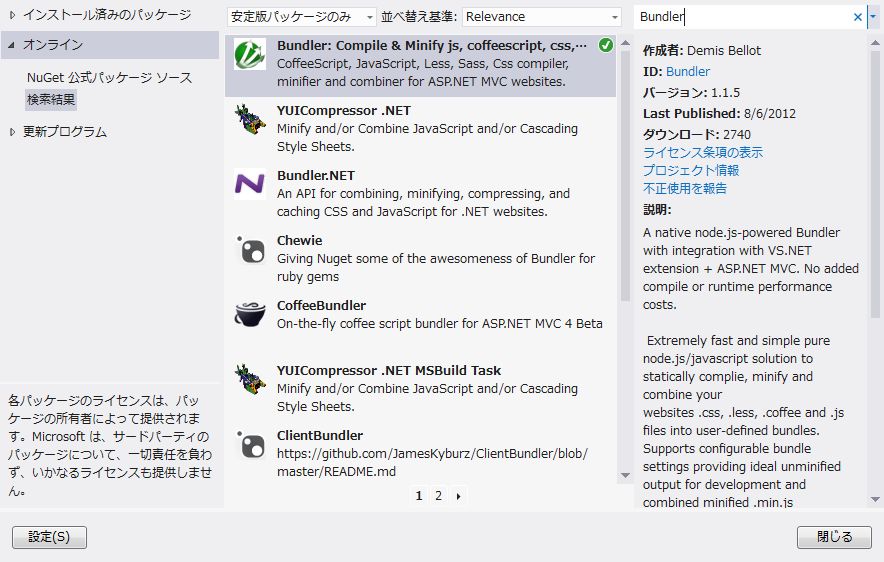 インストール済みのパッケージ
オンライン
NuGet 公式パッケージ ソース
検索結果
更新プログラム
各パッケージのライセンスは、パッ
ケージの所有者によって提供されま
す。Microsoft は、サードパーティの
パッケージについて、一切責任を負わ
ず、いかなるライセンスも提供しませ
ん。
安定版パッケージのみ
並べ替え基準: Relevance
Bundler: Compile & Minify js, coffeescript, css,...
CoffeeScript, JavaScript, Less, Sass, Css compiler,
minifier and combiner for ASP.NET MVC websites.
YUICompressor .NET
Minify and/or Combine JavaScript and/or Cascading
Style Sheets.
Bundler.NET
An API for combining, minifying, compressing, and
caching CSS and JavaScript for .NET websites.
Chewie
Giving Nuget some of the awesomeness of Bundler for
ruby gems
CoffeeBundler
On-the-fly coffee script bundler for ASP.NET MVC 4 Beta
YUICompressor .NET MSBuild Task
Minify and/or Combine JavaScript and/or Cascading
Style Sheets.
ClientBundler
https://github.com/JamesKyburz/ClientBundler/blob/
master/README.md
1 2
Bundler
作成者: Demis Bellot
ID: Bundler
バージョン: 1.1.5
Last Published: 8/6/2012
ダウンロード: 2740
ライセンス条項の表示
プロジェクト情報
不正使用を報告
説明:
A native node.js-powered Bundler
with integration with VS.NET
extension + ASP.NET MVC. No added
compile or runtime performance
costs.
Extremely fast and simple pure
node.js/javascript solution to
statically complie, minify and
combine your
websites .css, .less, .coffee and .js
files into user-defined bundles.
Supports configurable bundle
settings providing ideal unminified
output for development and
combined minified .min.js
設定(S)
閉じる